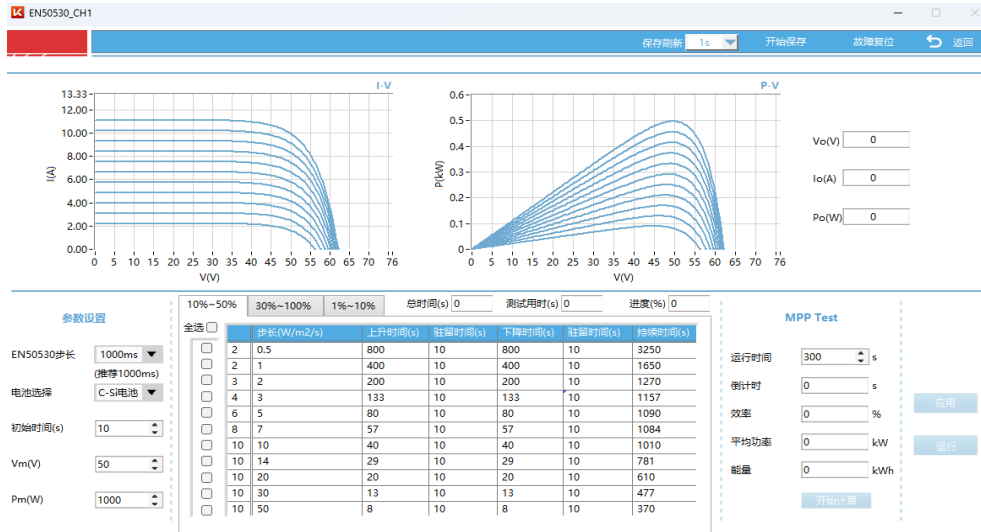 EN50530_CH1
保存刷新 1s 开始保存 故障复位 返回
I-V
13.33
12.00
10.00
8.00
6.00
4.00
2.00
0.00
I(A)
0 5 10 15 20 25 30 35 40 45 50 55 60 65 70 76
V(V)
P-V
0.6
0.5
0.4
0.3
0.2
0.1
0
P(kW)
0 5 10 15 20 25 30 35 40 45 50 55 60 65 70 76
V(V)
Vo(V) 0
Io(A) 0
Po(W) 0
参数设置
EN50530步长 1000ms
(推荐1000ms)
电池选择 C-Si电池
初始时间(s) 10
Vm(V) 50
Pm(W) 1000
10%~50% 30%~100% 1%~10% 总时间(s) 0 测试用时(s) 0 进度(%) 0
全选 步长(W/m2/s) 上升时间(s) 驻留时间(s) 下降时间(s) 驻留时间(s) 持续时间(s)
2 0.5 800 10 800 10 3250
2 1 400 10 400 10 1650
3 2 200 10 200 10 1270
4 3 133 10 133 10 1157
6 5 80 10 80 10 1090
8 7 57 10 57 10 1084
10 10 40 10 40 10 1010
10 14 29 10 29 10 781
10 20 20 10 20 10 610
10 30 13 10 13 10 477
10 50 8 10 8 10 370
MPP Test
运行时间 300 s
倒计时 0 s
效率 0 %
平均功率 0 kW
能量 0 kWh
开始计算
应用
运行